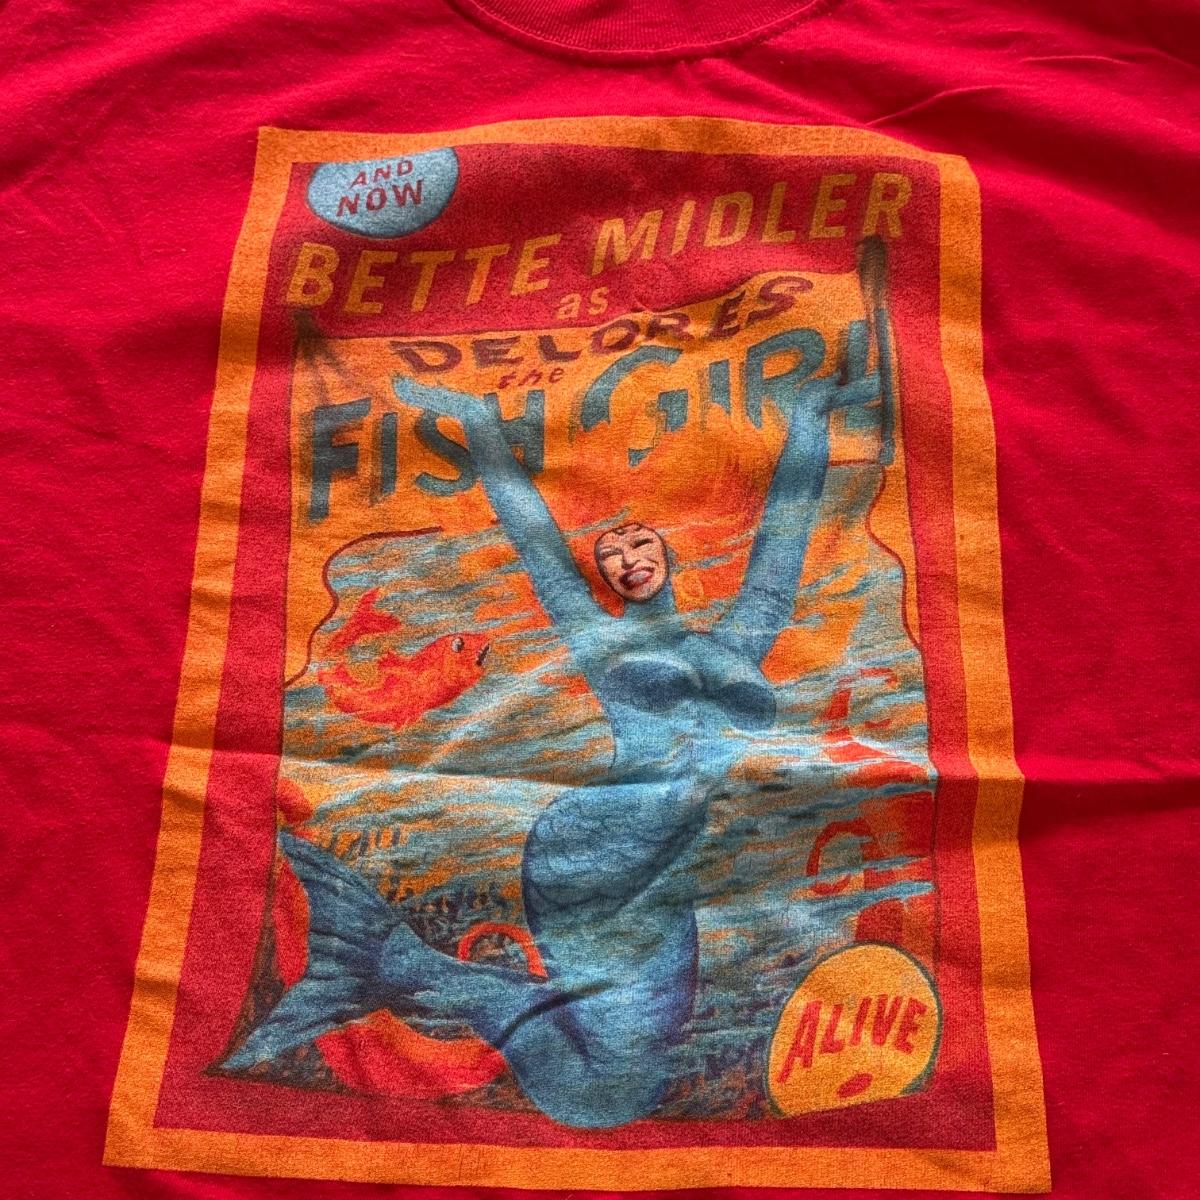 AND
NOW
BETTE MIDLER
as
DELORES
the
FISH GIRL
ALIVE